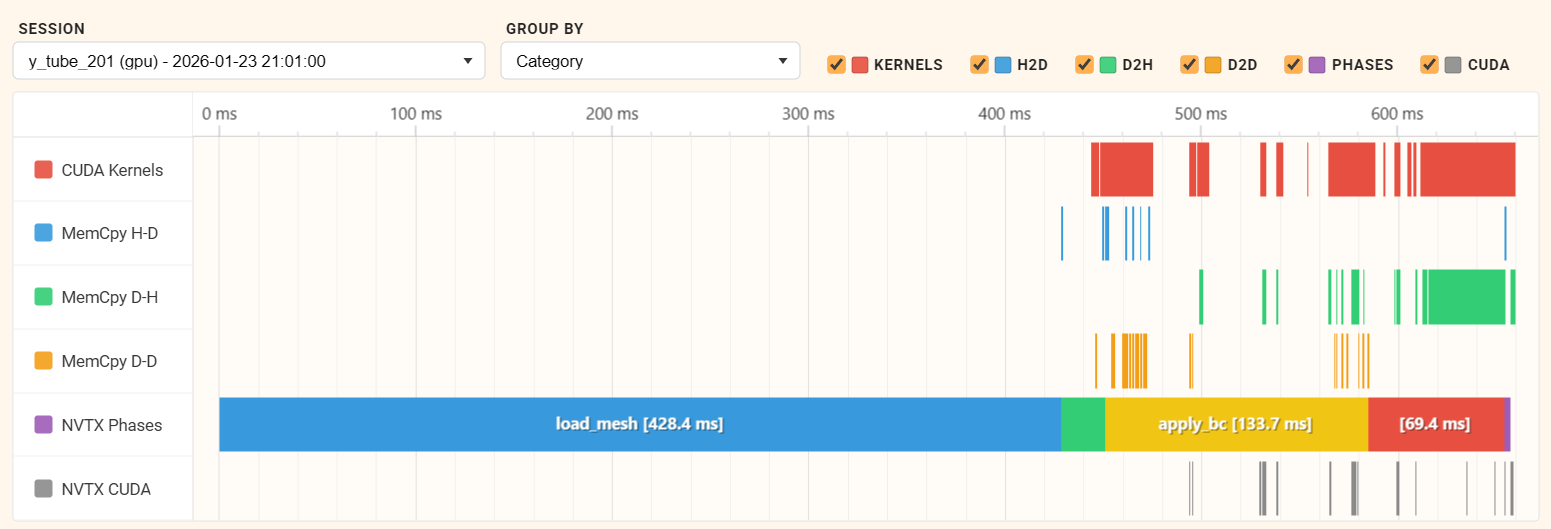 SESSION
GROUP BY
y_tube_201 (gpu) - 2026-01-23 21:01:00
Category
KERNELS
H2D
D2H
D2D
PHASES
CUDA
0 ms
100 ms
200 ms
300 ms
400 ms
500 ms
600 ms
CUDA Kernels
MemCpy H-D
MemCpy D-H
MemCpy D-D
NVTX Phases
load_mesh [428.4 ms]
apply_bc [133.7 ms]
[69.4 ms]
NVTX CUDA